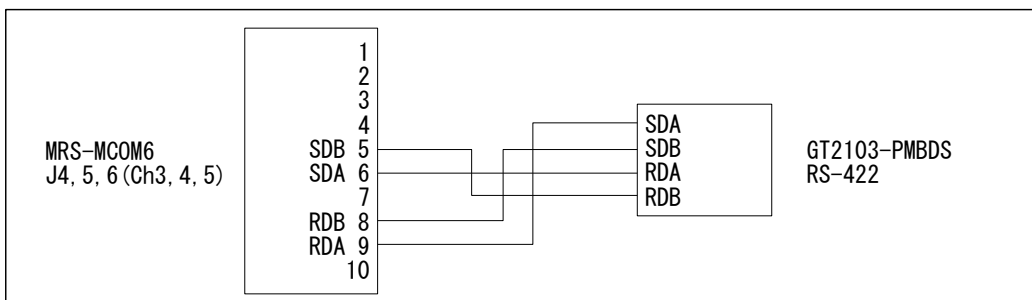 1
2
3
4
SDB 5
SDA 6
7
RDB 8
RDA 9
10
MRS-MCOM6
J4,5,6(Ch3,4,5)
SDA
SDB
RDA
RDB
GT2103-PMBDS
RS-422